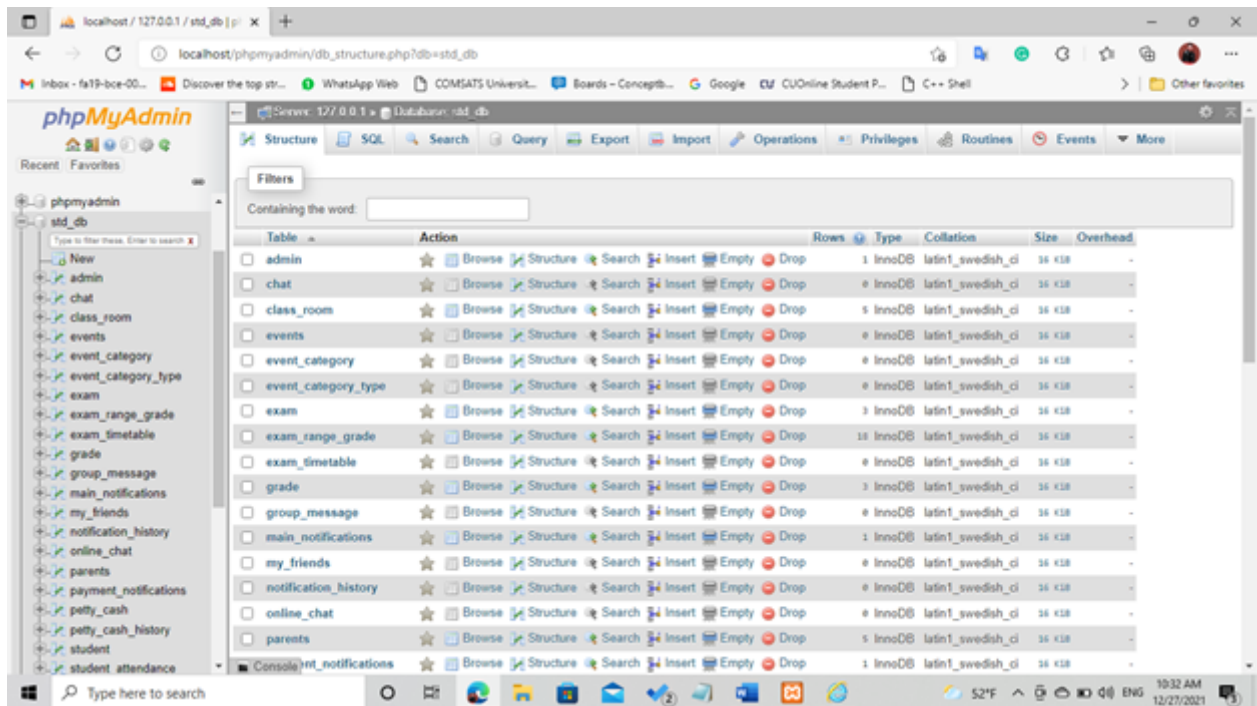 localhost / 127.0.0.1 / std_db | p
localhost/phpmyadmin/db_structure.php?db=std_db
Inbox - fa19-bce-00... Discover the top str... WhatsApp Web COMSATS Universit... Boards – Conceptb... Google CUOnline Student P... C++ Shell Other favorites
phpMyAdmin
Recent Favorites
phpmyadmin
std_db
Type to filter these, Enter to search X
New
admin
chat
class_room
events
event_category
event_category_type
exam
exam_range_grade
exam_timetable
grade
group_message
main_notifications
my_friends
notification_history
online_chat
parents
payment_notifications
petty_cash
petty_cash_history
student
student_attendance
Server: 127.0.0.1 » Database: std_db
Structure SQL Search Query Export Import Operations Privileges Routines Events More
Filters
Containing the word:
Table Action Rows Type Collation Size Overhead
admin Browse Structure Search Insert Empty Drop 1 InnoDB latin1_swedish_ci 16 KiB -
chat Browse Structure Search Insert Empty Drop 0 InnoDB latin1_swedish_ci 16 KiB -
class_room Browse Structure Search Insert Empty Drop 5 InnoDB latin1_swedish_ci 16 KiB -
events Browse Structure Search Insert Empty Drop 0 InnoDB latin1_swedish_ci 16 KiB -
event_category Browse Structure Search Insert Empty Drop 0 InnoDB latin1_swedish_ci 16 KiB -
event_category_type Browse Structure Search Insert Empty Drop 0 InnoDB latin1_swedish_ci 16 KiB -
exam Browse Structure Search Insert Empty Drop 3 InnoDB latin1_swedish_ci 16 KiB -
exam_range_grade Browse Structure Search Insert Empty Drop InnoDB latin1_swedish_ci 16 KiB -
exam_timetable Browse Structure Search Insert Empty Drop 0 InnoDB latin1_swedish_ci 16 KiB -
grade Browse Structure Search Insert Empty Drop 3 InnoDB latin1_swedish_ci 16 KiB -
group_message Browse Structure Search Insert Empty Drop 0 InnoDB latin1_swedish_ci 16 KiB -
main_notifications Browse Structure Search Insert Empty Drop 1 InnoDB latin1_swedish_ci 16 KiB -
my_friends Browse Structure Search Insert Empty Drop 0 InnoDB latin1_swedish_ci 16 KiB -
notification_history Browse Structure Search Insert Empty Drop 0 InnoDB latin1_swedish_ci 16 KiB -
online_chat Browse Structure Search Insert Empty Drop 0 InnoDB latin1_swedish_ci 16 KiB -
parents Browse Structure Search Insert Empty Drop 5 InnoDB latin1_swedish_ci 16 KiB -
Console ent_notifications Browse Structure Search Insert Empty Drop 1 InnoDB latin1_swedish_ci 16 KiB -
Type here to search 52°F ENG 10:32 AM
12/27/2021